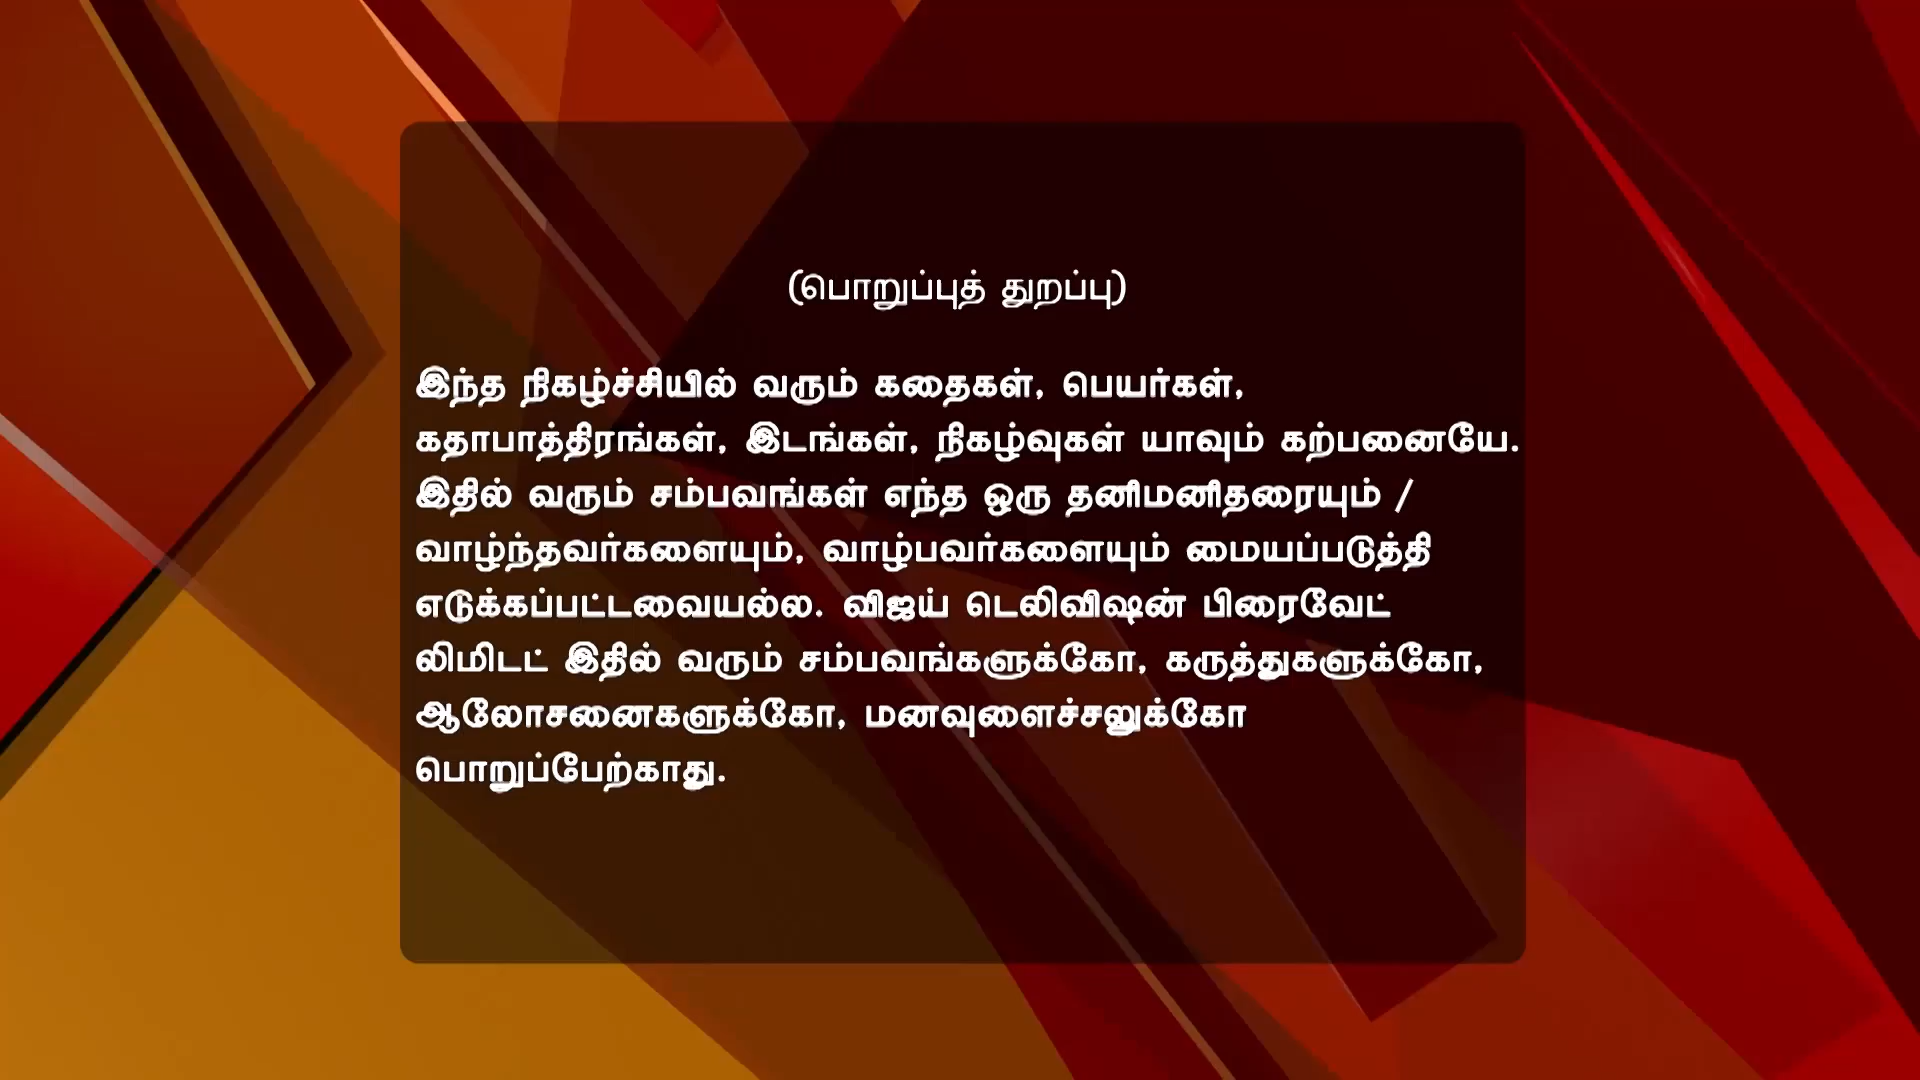 (பொறுப்புத் துறப்பு)
இந்த நிகழ்ச்சியில் வரும் கதைகள், பெயர்கள்,
கதாபாத்திரங்கள், இடங்கள், நிகழ்வுகள் யாவும் கற்பனையே.
இதில் வரும் சம்பவங்கள் எந்த ஒரு தனிமனிதரையும் /
வாழ்ந்தவர்களையும், வாழ்பவர்களையும் மையப்படுத்தி
எடுக்கப்பட்டவையல்ல. விஜய் டெலிவிஷன் பிரைவேட்
லிமிடட் இதில் வரும் சம்பவங்களுக்கோ, கருத்துகளுக்கோ,
ஆலோசனைகளுக்கோ, மனவுளைச்சலுக்கோ
பொறுப்பேற்காது.